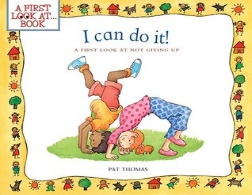 A FIRST
LOOK AT...
BOOK
I can do it!
A FIRST LOOK AT NOT GIVING UP
PAT THOMAS